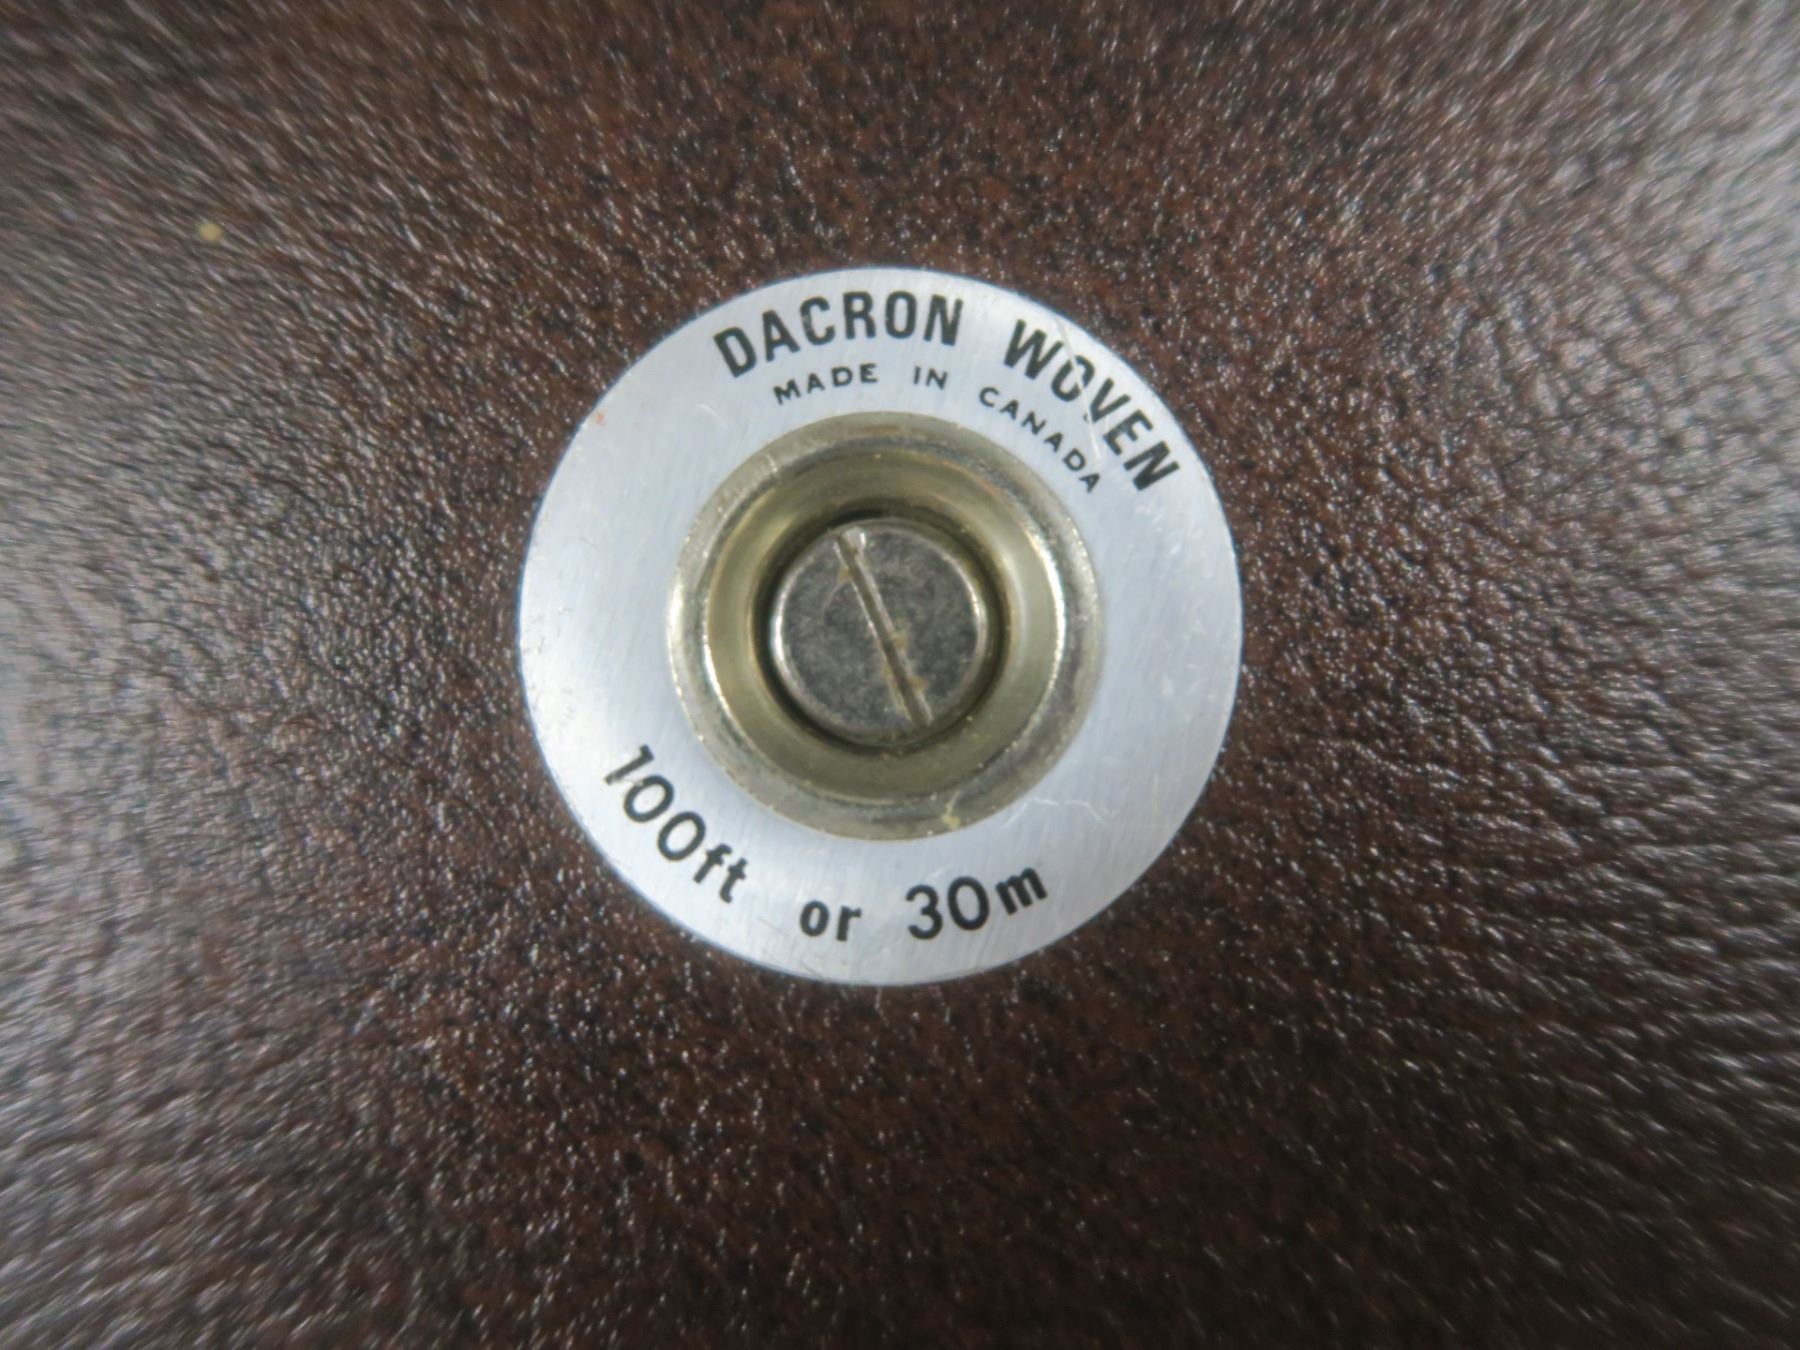 DACRON WOVEN
MADE IN CANADA
100ft or 30m